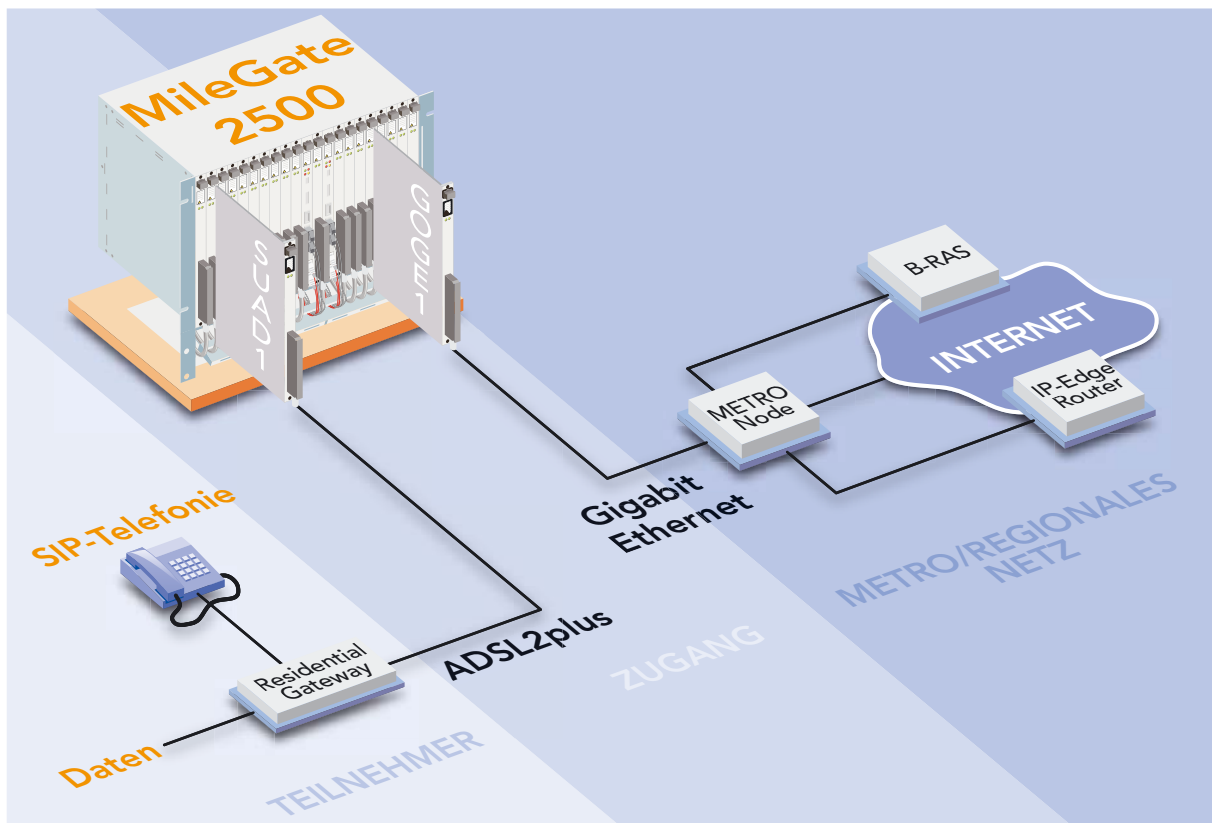 MileGate
2500
SUAD1
GOGE1
B-RAS
INTERNET
IP-Edge
Router
METRO
Node
Gigabit
Ethernet
METRO/REGIONALES
NETZ
SIP-Telefonie
ADSL2plus
ZUGANG
Residential
Gateway
Daten
TEILNEHMER